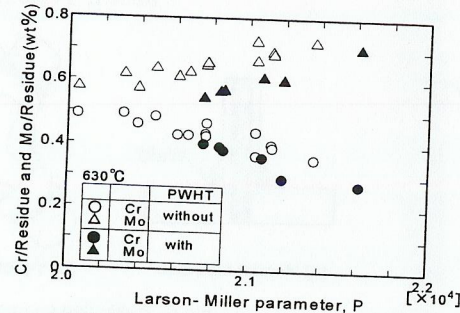 0.8
0.6
0.4
0.2
0
Cr/Residue and Mo/Residue(wt%)
630°C
PWHT
Cr
Mo
without
Cr
Mo
with
2.0
2.1
2.2
Larson- Miller parameter, P
[×10⁴]